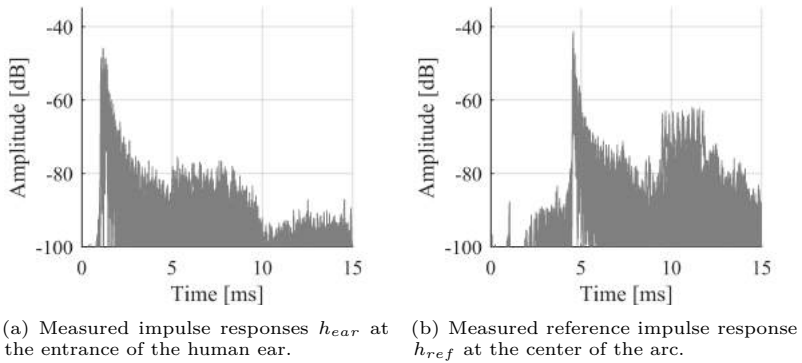 -40
-60
-80
-100
Amplitude [dB]
0 5 10 15
Time [ms]
-40
-60
-80
-100
Amplitude [dB]
0 5 10 15
Time [ms]
(a) Measured impulse responses h_ear at
the entrance of the human ear.
(b) Measured reference impulse response
h_ref at the center of the arc.